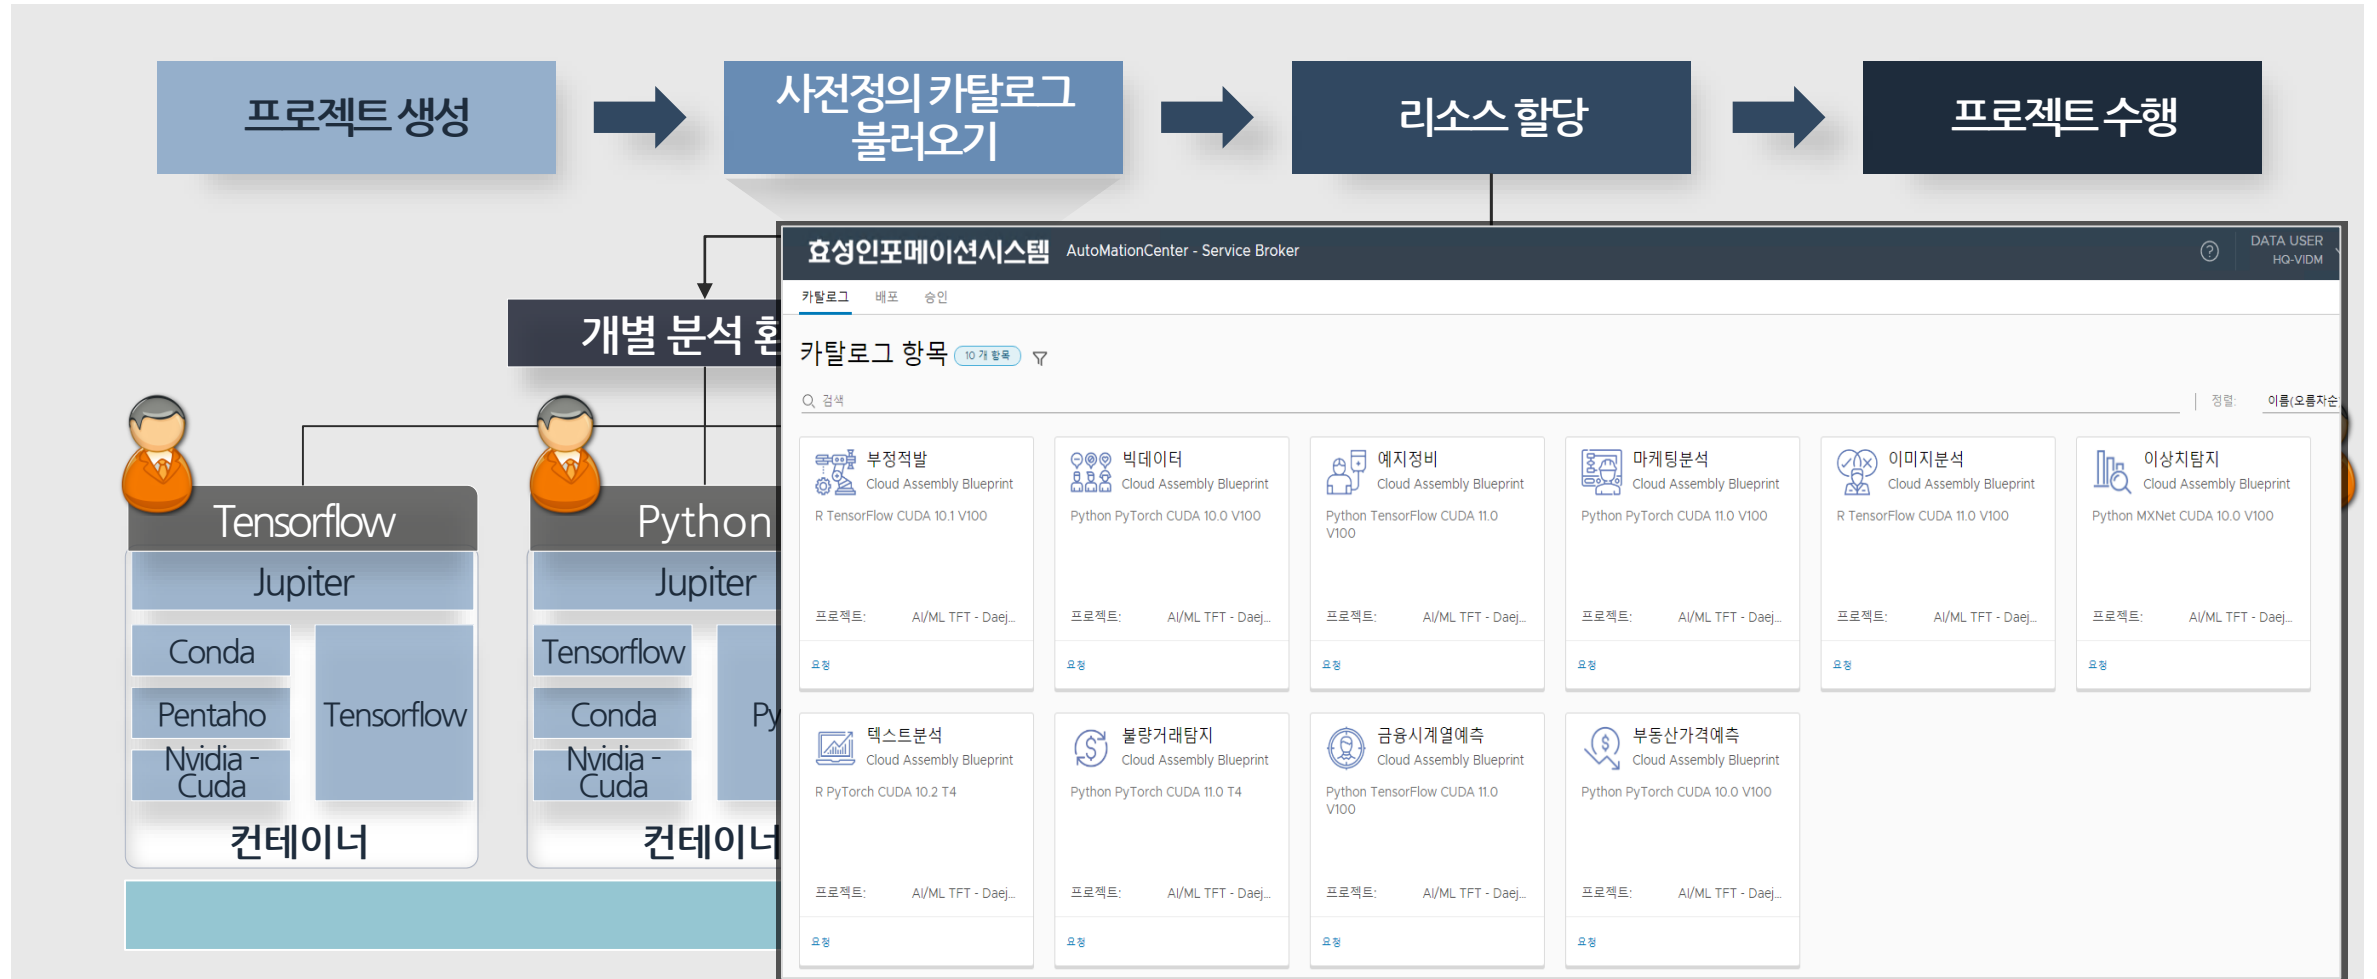 프로젝트 생성
사전정의 카탈로그
불러오기
리소스 할당
프로젝트 수행
효성인포메이션시스템 AutoMationCenter - Service Broker
DATA USER
HQ-VIDM
카탈로그 배포 승인
개별 분석 환
카탈로그 항목 10 개 항목
검색
정렬: 이름(오름자순
부정적발
Cloud Assembly Blueprint
R TensorFlow CUDA 10.1 V100
프로젝트: AI/ML TFT - Daej...
요청
빅데이터
Cloud Assembly Blueprint
Python PyTorch CUDA 10.0 V100
프로젝트: AI/ML TFT - Daej...
요청
예지정비
Cloud Assembly Blueprint
Python TensorFlow CUDA 11.0
V100
프로젝트: AI/ML TFT - Daej...
요청
마케팅분석
Cloud Assembly Blueprint
Python PyTorch CUDA 11.0 V100
프로젝트: AI/ML TFT - Daej...
요청
이미지분석
Cloud Assembly Blueprint
R TensorFlow CUDA 11.0 V100
프로젝트: AI/ML TFT - Daej...
요청
이상치탐지
Cloud Assembly Blueprint
Python MXNet CUDA 10.0 V100
프로젝트: AI/ML TFT - Daej...
요청
텍스트분석
Cloud Assembly Blueprint
R PyTorch CUDA 10.2 T4
프로젝트: AI/ML TFT - Daej...
요청
불량거래탐지
Cloud Assembly Blueprint
Python PyTorch CUDA 11.0 T4
프로젝트: AI/ML TFT - Daej...
요청
금융시계열예측
Cloud Assembly Blueprint
Python TensorFlow CUDA 11.0
V100
프로젝트: AI/ML TFT - Daej...
요청
부동산가격예측
Cloud Assembly Blueprint
Python PyTorch CUDA 10.0 V100
프로젝트: AI/ML TFT - Daej...
요청
Tensorflow
Jupiter
Conda
Pentaho
Nvidia -
Cuda
Tensorflow
컨테이너
Python
Jupiter
Tensorflow
Conda
Nvidia -
Cuda
Py
컨테이너